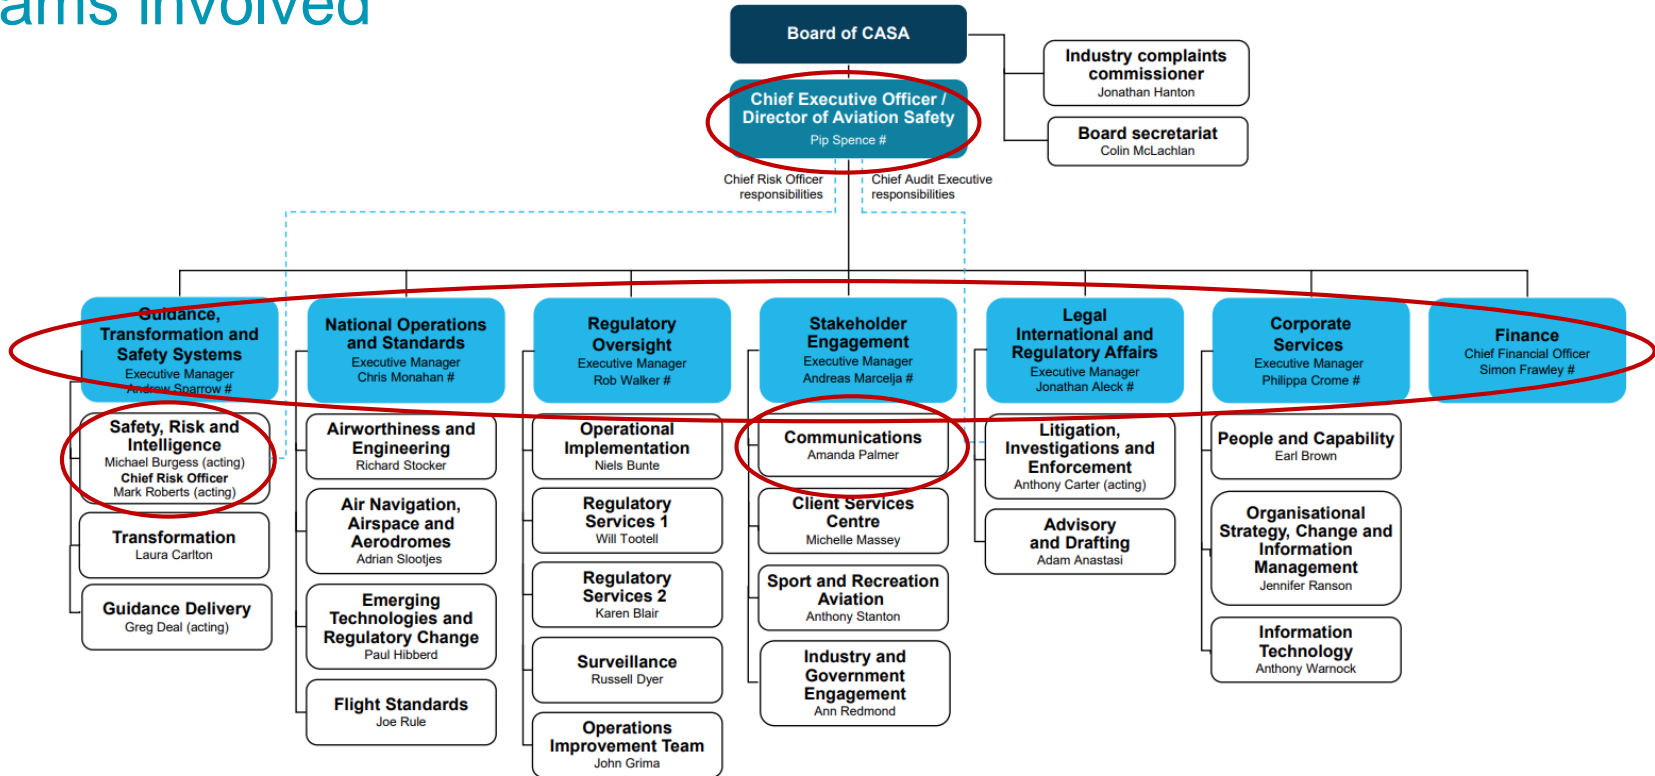 ams involved
Board of CASA
Industry complaints
commissioner
Jonathan Hanton
Board secretariat
Colin McLachlan
Chief Executive Officer /
Director of Aviation Safety
Pip Spence #
Chief Risk Officer
responsibilities
Chief Audit Executive
responsibilities
Guidance,
Transformation and
Safety Systems
Executive Manager
Andrew Sparrow #
Safety, Risk and
Intelligence
Michael Burgess (acting)
Chief Risk Officer
Mark Roberts (acting)
Transformation
Laura Carlton
Guidance Delivery
Greg Deal (acting)
National Operations
and Standards
Executive Manager
Chris Monahan #
Airworthiness and
Engineering
Richard Stocker
Air Navigation,
Airspace and
Aerodromes
Adrian Slootjes
Emerging
Technologies and
Regulatory Change
Paul Hibberd
Flight Standards
Joe Rule
Regulatory
Oversight
Executive Manager
Rob Walker #
Operational
Implementation
Niels Bunte
Regulatory
Services 1
Will Tootell
Regulatory
Services 2
Karen Blair
Surveillance
Russell Dyer
Operations
Improvement Team
John Grima
Stakeholder
Engagement
Executive Manager
Andreas Marcelja #
Communications
Amanda Palmer
Client Services
Centre
Michelle Massey
Sport and Recreation
Aviation
Anthony Stanton
Industry and
Government
Engagement
Ann Redmond
Legal
International and
Regulatory Affairs
Executive Manager
Jonathan Aleck #
Litigation,
Investigations and
Enforcement
Anthony Carter (acting)
Advisory
and Drafting
Adam Anastasi
Corporate
Services
Executive Manager
Philippa Crome #
People and Capability
Earl Brown
Organisational
Strategy, Change and
Information
Management
Jennifer Ranson
Information
Technology
Anthony Warnock
Finance
Chief Financial Officer
Simon Frawley #